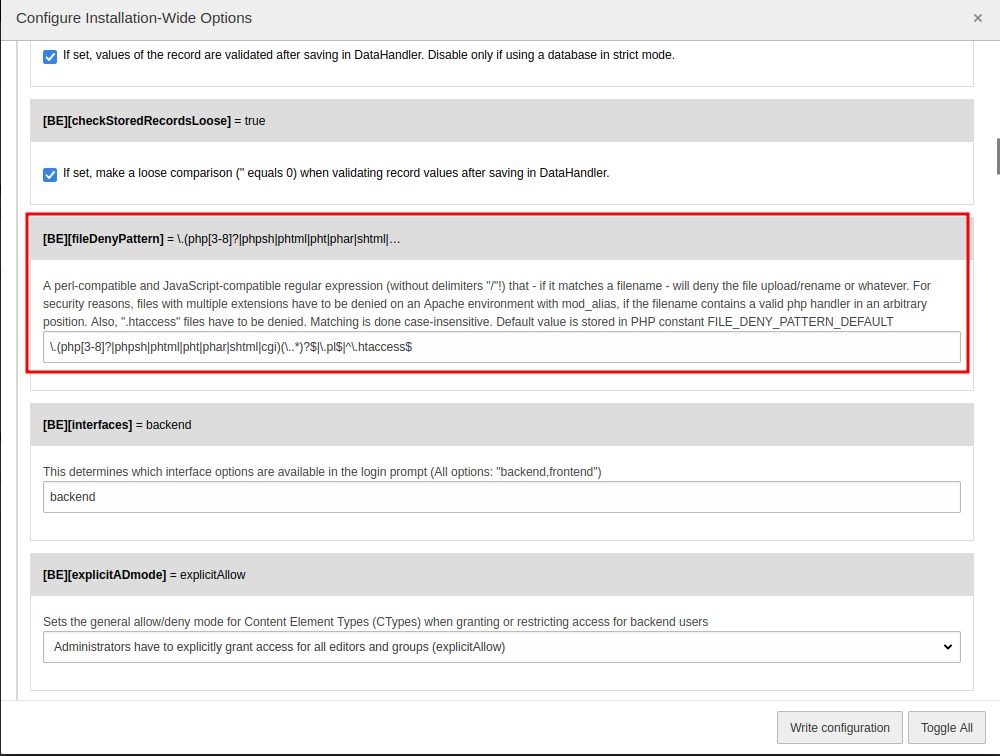 Configure Installation-Wide Options ×
If set, values of the record are validated after saving in DataHandler. Disable only if using a database in strict mode.
[BE][checkStoredRecordsLoose] = true
If set, make a loose comparison ('' equals 0) when validating record values after saving in DataHandler.
[BE][fileDenyPattern] = \.(php[3-8]?|phpsh|phtml|pht|phar|shtml|…
A perl-compatible and JavaScript-compatible regular expression (without delimiters "/"!) that - if it matches a filename - will deny the file upload/rename or whatever. For
security reasons, files with multiple extensions have to be denied on an Apache environment with mod_alias, if the filename contains a valid php handler in an arbitrary
position. Also, ".htaccess" files have to be denied. Matching is done case-insensitive. Default value is stored in PHP constant FILE_DENY_PATTERN_DEFAULT
\.(php[3-8]?|phpsh|phtml|pht|phar|shtml|cgi)(\..*)?$|\.pl$|^\.htaccess$
[BE][interfaces] = backend
This determines which interface options are available in the login prompt (All options: "backend,frontend")
backend
[BE][explicitADmode] = explicitAllow
Sets the general allow/deny mode for Content Element Types (CTypes) when granting or restricting access for backend users
Administrators have to explicitly grant access for all editors and groups (explicitAllow)
Write configuration Toggle All